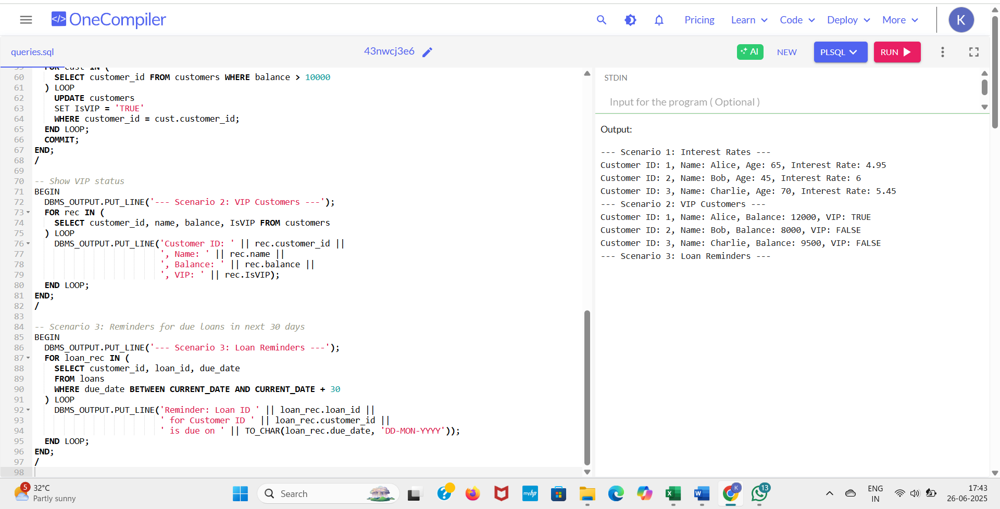 </> OneCompiler
Pricing
Learn
Code
Deploy
More
K
queries.sql
43nwcj3e6
AI
NEW
PLSQL
RUN
59 FOR cust IN (
60 SELECT customer_id FROM customers WHERE balance > 10000
61 ) LOOP
62 UPDATE customers
63 SET IsVIP = 'TRUE'
64 WHERE customer_id = cust.customer_id;
65 END LOOP;
66 COMMIT;
67 END;
68 /
69
70 -- Show VIP status
71 BEGIN
72 DBMS_OUTPUT.PUT_LINE('--- Scenario 2: VIP Customers ---');
73 FOR rec IN (
74 SELECT customer_id, name, balance, IsVIP FROM customers
75 ) LOOP
76 DBMS_OUTPUT.PUT_LINE('Customer ID: ' || rec.customer_id ||
77 ', Name: ' || rec.name ||
78 ', Balance: ' || rec.balance ||
79 ', VIP: ' || rec.IsVIP);
80 END LOOP;
81 END;
82 /
83
84 -- Scenario 3: Reminders for due loans in next 30 days
85 BEGIN
86 DBMS_OUTPUT.PUT_LINE('--- Scenario 3: Loan Reminders ---');
87 FOR loan_rec IN (
88 SELECT customer_id, loan_id, due_date
89 FROM loans
90 WHERE due_date BETWEEN CURRENT_DATE AND CURRENT_DATE + 30
91 ) LOOP
92 DBMS_OUTPUT.PUT_LINE('Reminder: Loan ID ' || loan_rec.loan_id ||
93 ' for Customer ID ' || loan_rec.customer_id ||
94 ' is due on ' || TO_CHAR(loan_rec.due_date, 'DD-MON-YYYY'));
95 END LOOP;
96 END;
97 /
98
STDIN
Input for the program ( Optional )
Output:
--- Scenario 1: Interest Rates ---
Customer ID: 1, Name: Alice, Age: 65, Interest Rate: 4.95
Customer ID: 2, Name: Bob, Age: 45, Interest Rate: 6
Customer ID: 3, Name: Charlie, Age: 70, Interest Rate: 5.45
--- Scenario 2: VIP Customers ---
Customer ID: 1, Name: Alice, Balance: 12000, VIP: TRUE
Customer ID: 2, Name: Bob, Balance: 8000, VIP: FALSE
Customer ID: 3, Name: Charlie, Balance: 9500, VIP: FALSE
--- Scenario 3: Loan Reminders ---
5
32°C
Partly sunny
Search
?
myhp
X
W
K
13
ENG
IN
17:43
26-06-2025